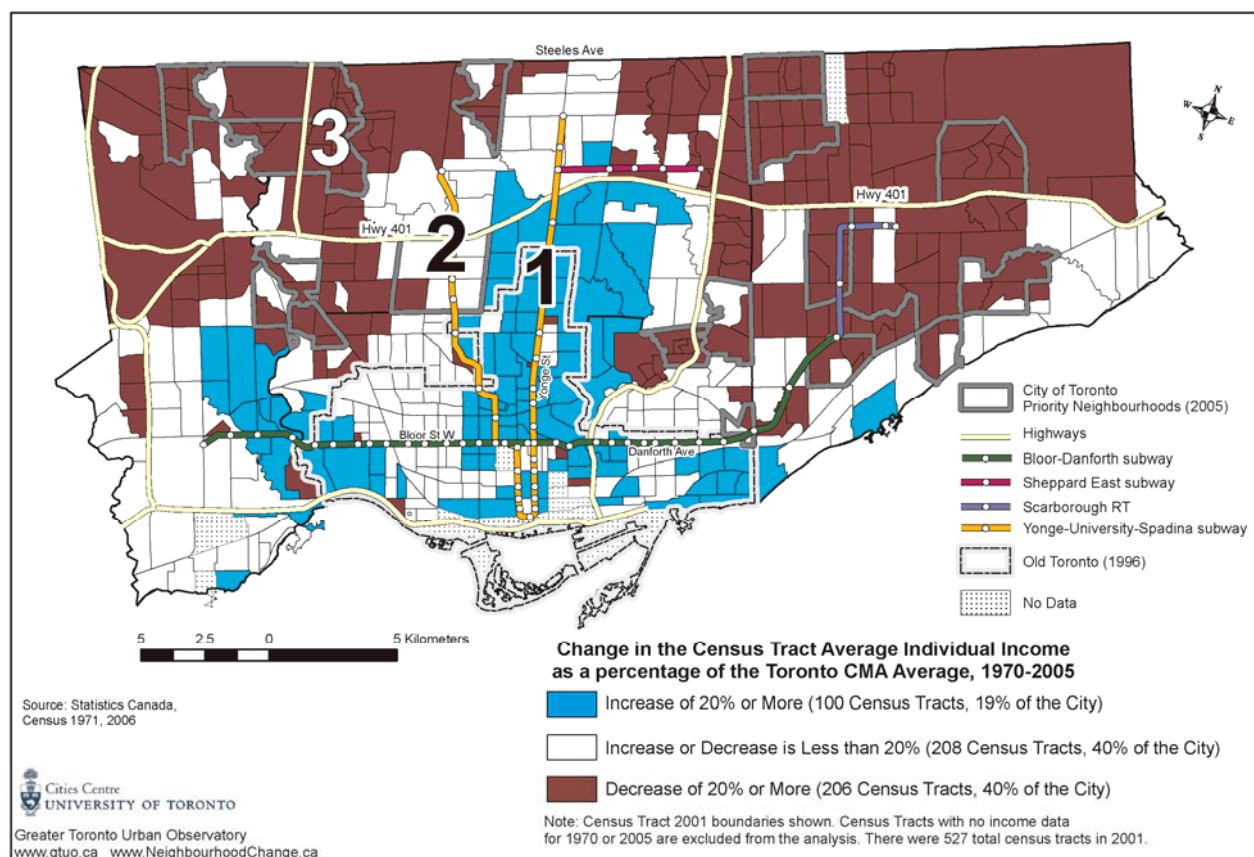 Steeles Ave
N
W
E
S
3
Hwy 401
Hwy 401
2
1
Yonge St
Bloor St W
Danforth Ave
City of Toronto
Priority Neighbourhoods (2005)
Highways
Bloor-Danforth subway
Sheppard East subway
Scarborough RT
Yonge-University-Spadina subway
Old Toronto (1996)
No Data
5 2.5 0 5 Kilometers
Change in the Census Tract Average Individual Income
as a percentage of the Toronto CMA Average, 1970-2005
Increase of 20% or More (100 Census Tracts, 19% of the City)
Increase or Decrease is Less than 20% (208 Census Tracts, 40% of the City)
Decrease of 20% or More (206 Census Tracts, 40% of the City)
Note: Census Tract 2001 boundaries shown. Census Tracts with no income data
for 1970 or 2005 are excluded from the analysis. There were 527 total census tracts in 2001.
Source: Statistics Canada,
Census 1971, 2006
Cities Centre
UNIVERSITY OF TORONTO
Greater Toronto Urban Observatory
www.gtuo.ca www.NeighbourhoodChange.ca